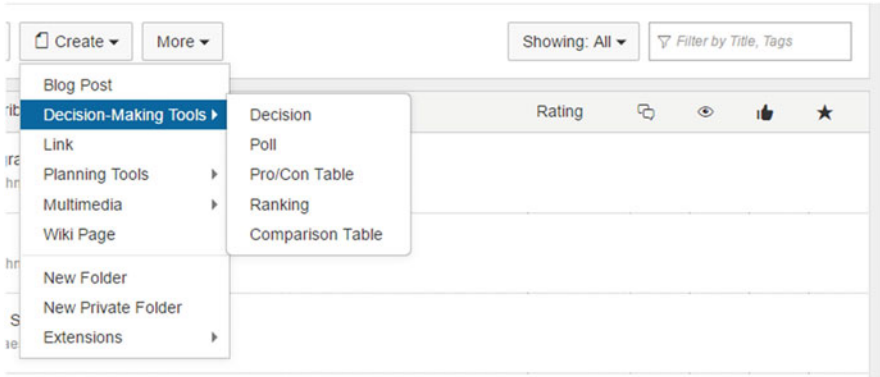 Create More Showing: All Filter by Title, Tags
Blog Post
Decision-Making Tools Decision Rating
Link Poll
Planning Tools Pro/Con Table
Multimedia Ranking
Wiki Page Comparison Table
New Folder
New Private Folder
Extensions